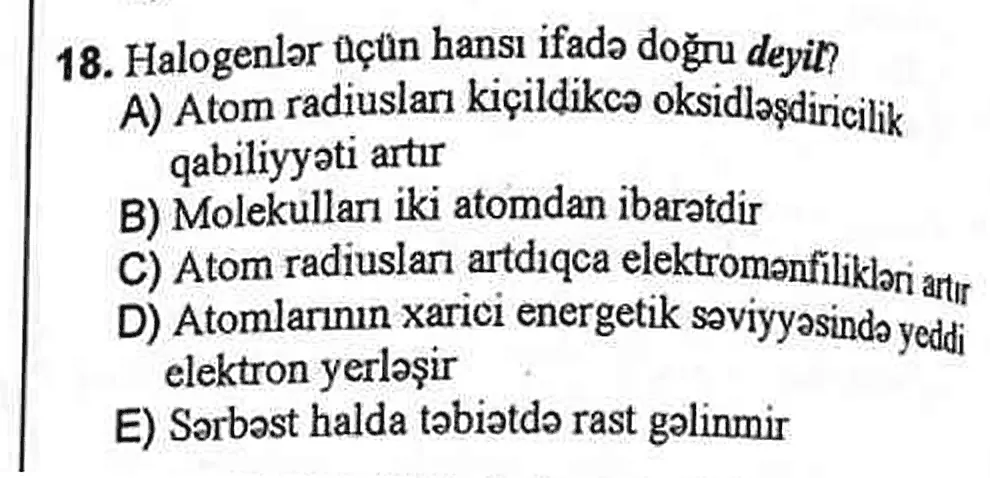 18. Halogenlər üçün hansı ifadə doğru deyil?
A) Atom radiusları kiçildikcə oksidləşdiricilik
qabiliyyəti artır
B) Molekulları iki atomdan ibarətdir
C) Atom radiusları artdıqca elektromənfilikləri artır
D) Atomlarının xarici energetik səviyyəsində yeddi
elektron yerləşir
E) Sərbəst halda təbiətdə rast gəlinmir